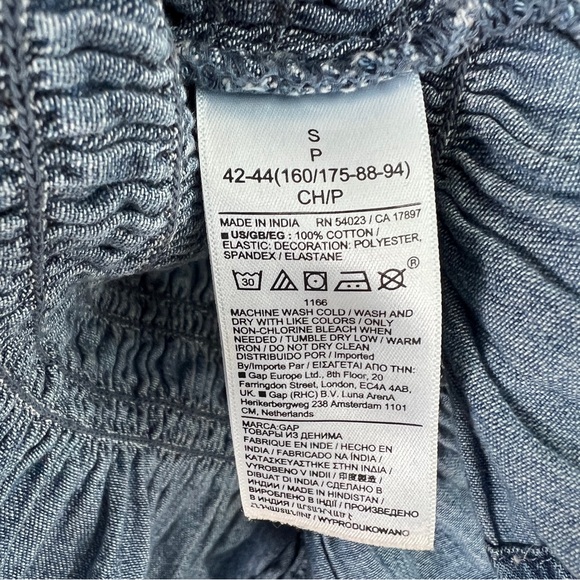 S
P
42-44(160/175-88-94)
CH/P
MADE IN INDIA RN 54023 / CA 17897
■ US/GB/EG : 100% COTTON /
ELASTIC: DECORATION: POLYESTER,
SPANDEX / ELASTANE
30
®
1166
MACHINE WASH COLD / WASH AND
DRY WITH LIKE COLORS / ONLY
NON-CHLORINE BLEACH WHEN
NEEDED / TUMBLE DRY LOW / WARM
IRON / DO NOT DRY CLEAN
DISTRIBUIDO POR / Imported
By/Importe Par / ΕΙΣΑΓΕΤΑΙ ΑΠΟ THN:
■ Gap Europe Ltd., 8th Floor, 20
Farringdon Street, London, EC4A 4AB,
UK. ■ Gap (RHC) B.V. Luna ArenA
Herikerbergweg 238 Amsterdam 1101
CM, Netherlands
MARCA:GAP
ТОВАРЫ ИЗ ДЕНИМА
FABRIQUE EN INDE / HECHO EN
INDIA / FABRICADO NA ÍNDIA /
ΚΑΤΑΣΚΕΥΑΣΤΗΚΕ ΣΤΗΝ ΙΝΔΙΑ /
VYROBENO V INDII / 印度製造 /
DIBUAT DI INDIA / СДЕЛАНО В
ИНДИИ / MADE IN HINDISTAN /
ВИРОБЛЕНО В ІНДІЇ / ПРОИЗВЕДЕНО
В ИНДИЯ /
/ WYPRODUKOWANO